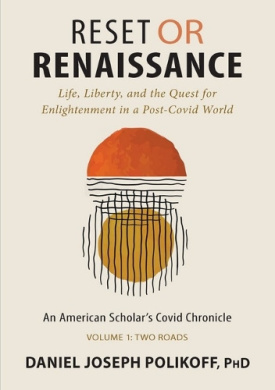 RESET OR
RENAISSANCE
Life, Liberty, and the Quest for
Enlightenment in a Post-Covid World
An American Scholar's Covid Chronicle
VOLUME 1: TWO ROADS
DANIEL JOSEPH POLIKOFF, PHD